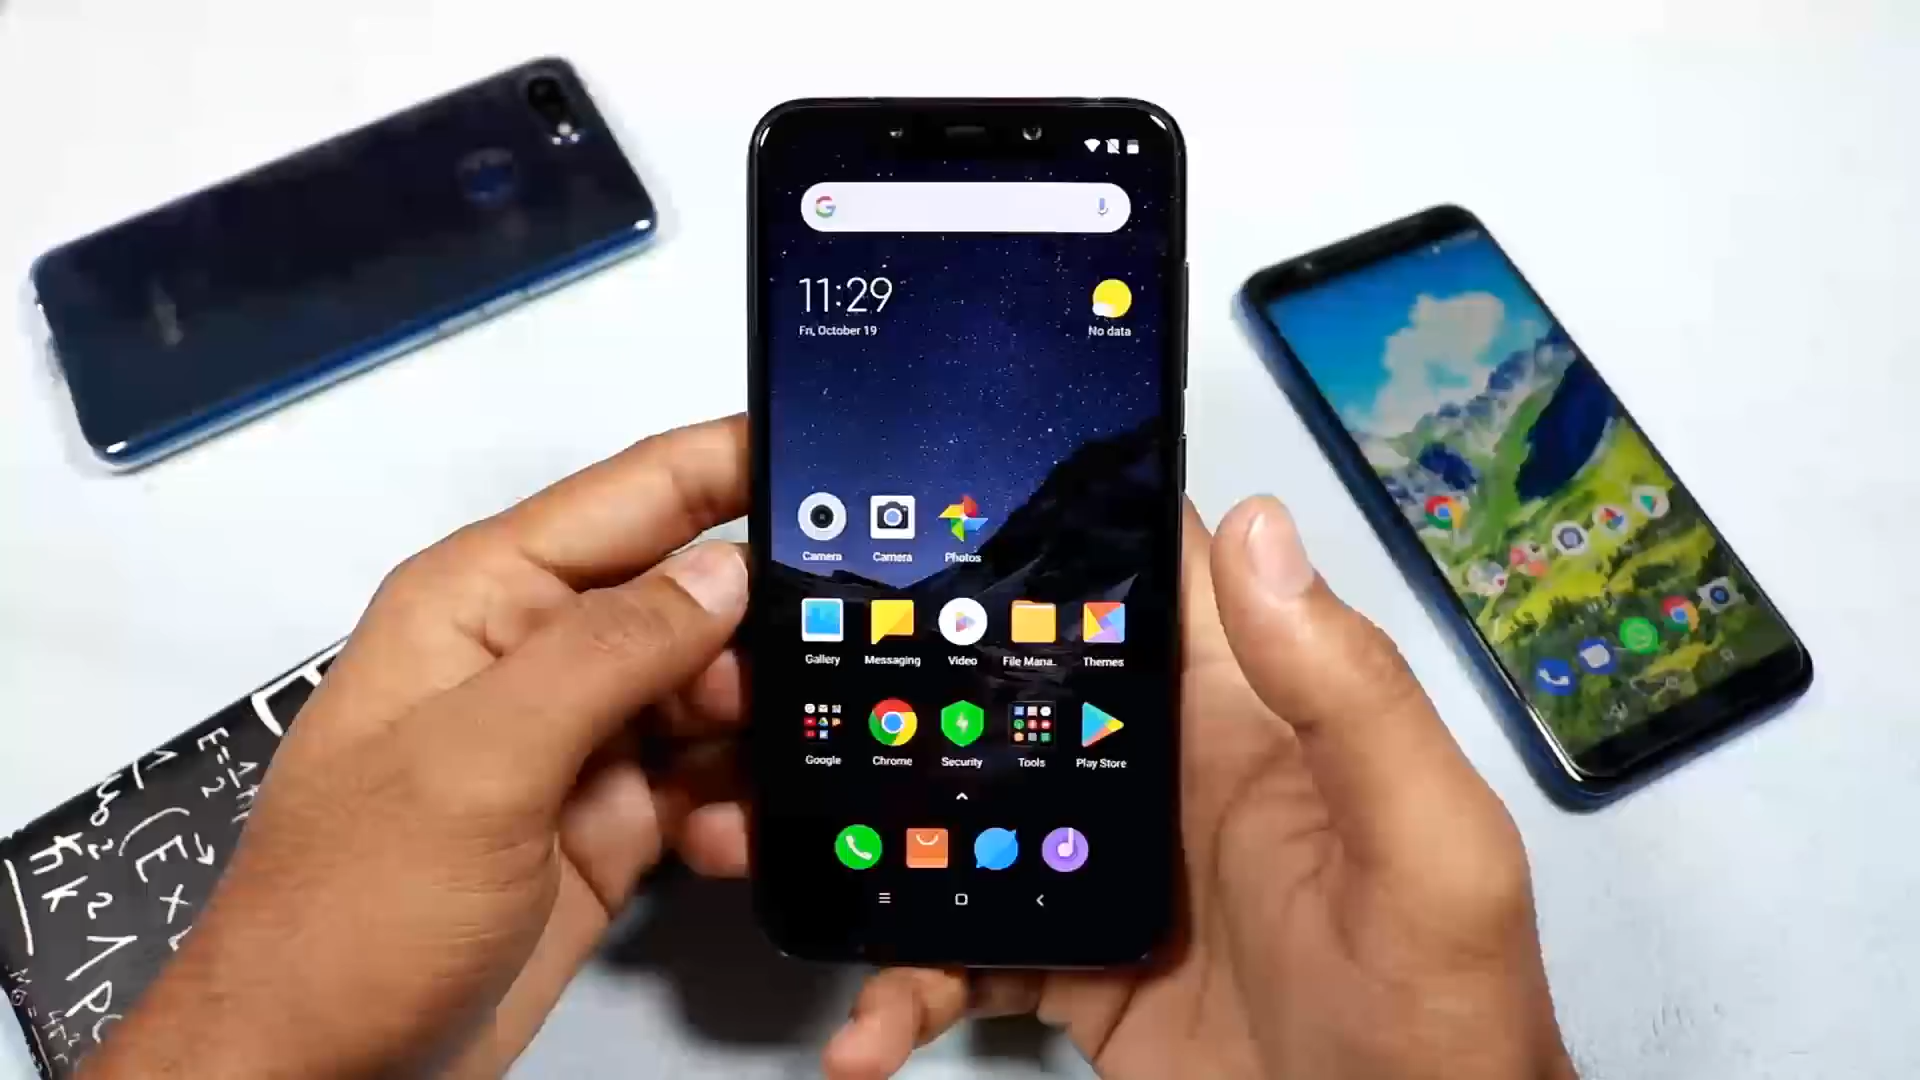 11:29
Fri, October 19
No data
Camera
Camera
Photos
Gallery
Messaging
Video
File Mana..
Themes
Google
Chrome
Security
Tools
Play Store